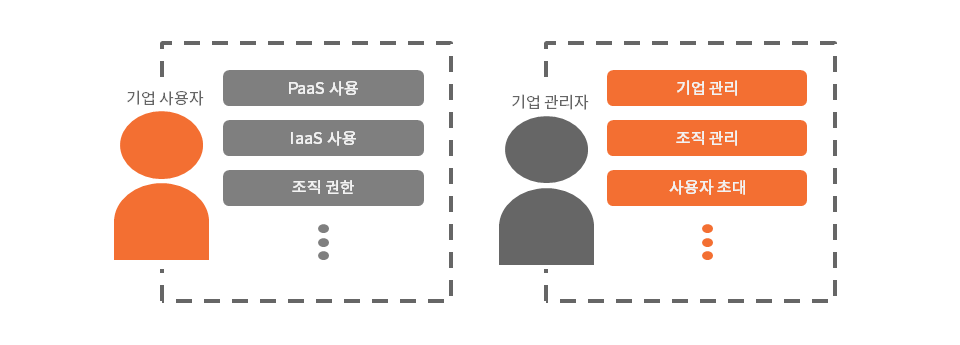 기업 사용자
PaaS 사용
IaaS 사용
조직 권한
기업 관리자
기업 관리
조직 관리
사용자 초대